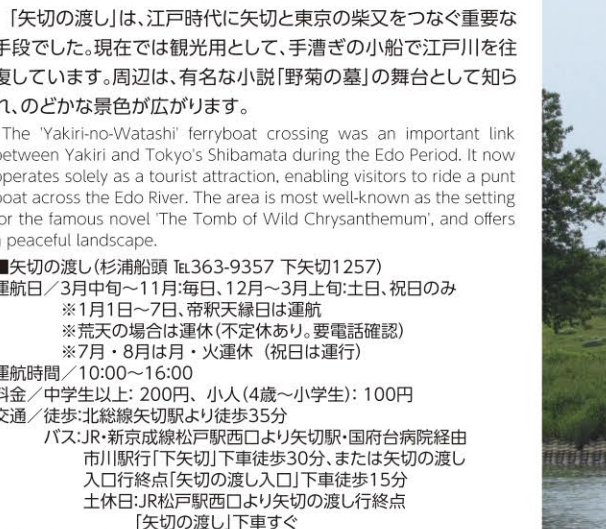 「矢切の渡し」は、江戸時代に矢切と東京の柴又をつなぐ重要な
手段でした。現在では観光用として、手漕ぎの小船で江戸川を往
復しています。周辺は、有名な小説「野菊の墓」の舞台として知ら
れ、のどかな景色が広がります。
The 'Yakiri-no-Watashi' ferryboat crossing was an important link
between Yakiri and Tokyo's Shibamata during the Edo Period. It now
operates solely as a tourist attraction, enabling visitors to ride a punt
boat across the Edo River. The area is most well-known as the setting
for the famous novel 'The Tomb of Wild Chrysanthemum', and offers
a peaceful landscape.
■矢切の渡し(杉浦船頭 ℡363-9357 下矢切1257)
運航日／3月中旬～11月:毎日、12月～3月上旬:土日、祝日のみ
※1月1日～7日、帝釈天縁日は運航
※荒天の場合は運休(不定休あり。要電話確認)
※7月・8月は月・火運休（祝日は運行）
運航時間／10:00～16:00
料金／中学生以上: 200円、小人(4歳～小学生): 100円
交通／徒歩:北総線矢切駅より徒歩35分
バス:JR・新京成線松戸駅西口より矢切駅・国府台病院経由
市川駅行「下矢切」下車徒歩30分、または矢切の渡し
入口行終点「矢切の渡し入口」下車徒歩15分
土休日:JR松戸駅西口より矢切の渡し行終点
「矢切の渡し」下車すぐ